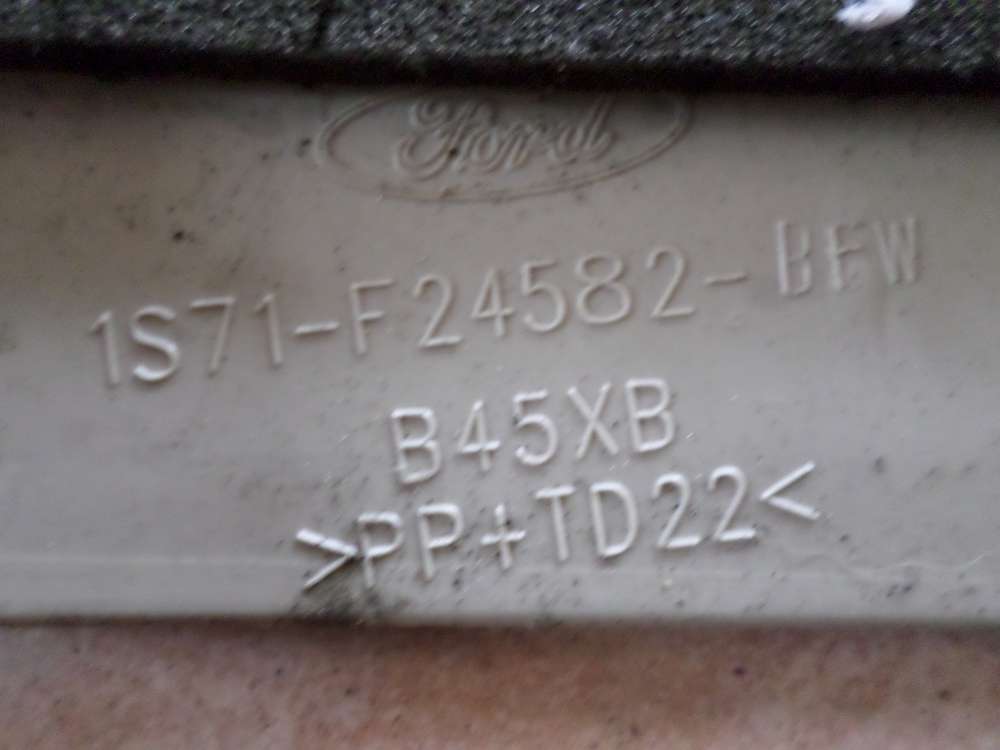 Ford
1S71-F24582-BFW
B45XB
>PP+TD22<